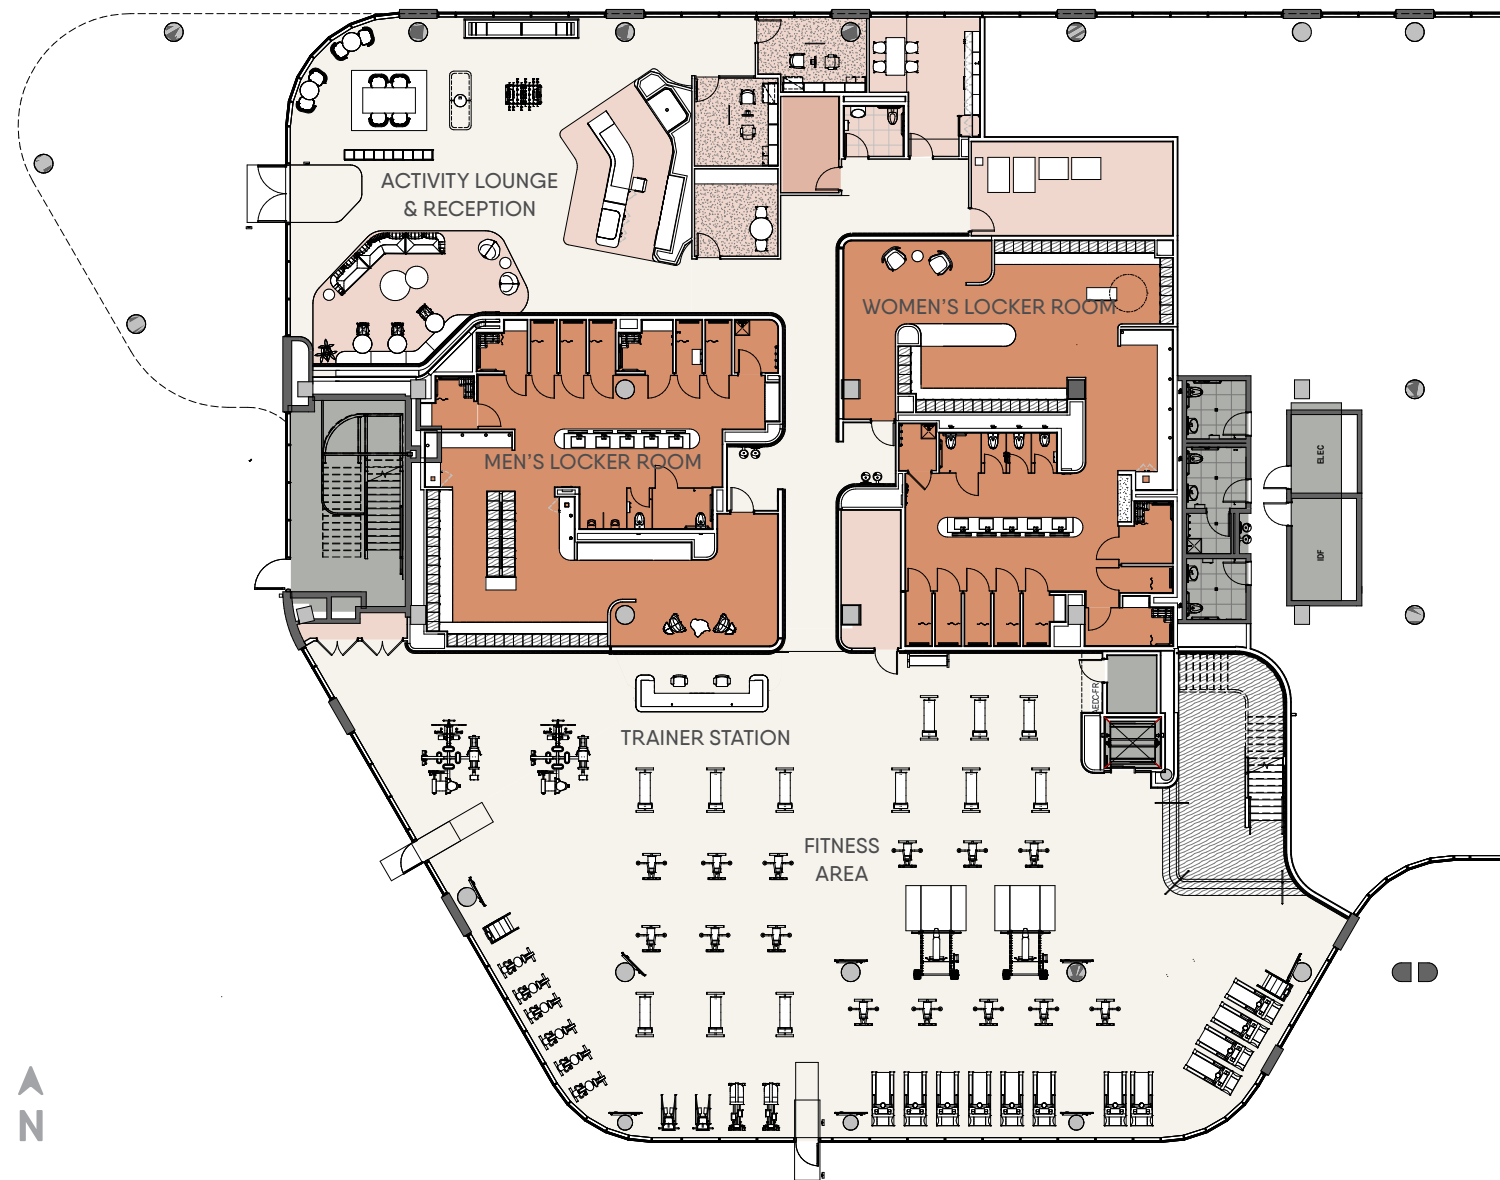 ACTIVITY LOUNGE
& RECEPTION
WOMEN'S LOCKER ROOM
MEN'S LOCKER ROOM
ELEC
IDF
TRAINER STATION
FITNESS
AREA
N